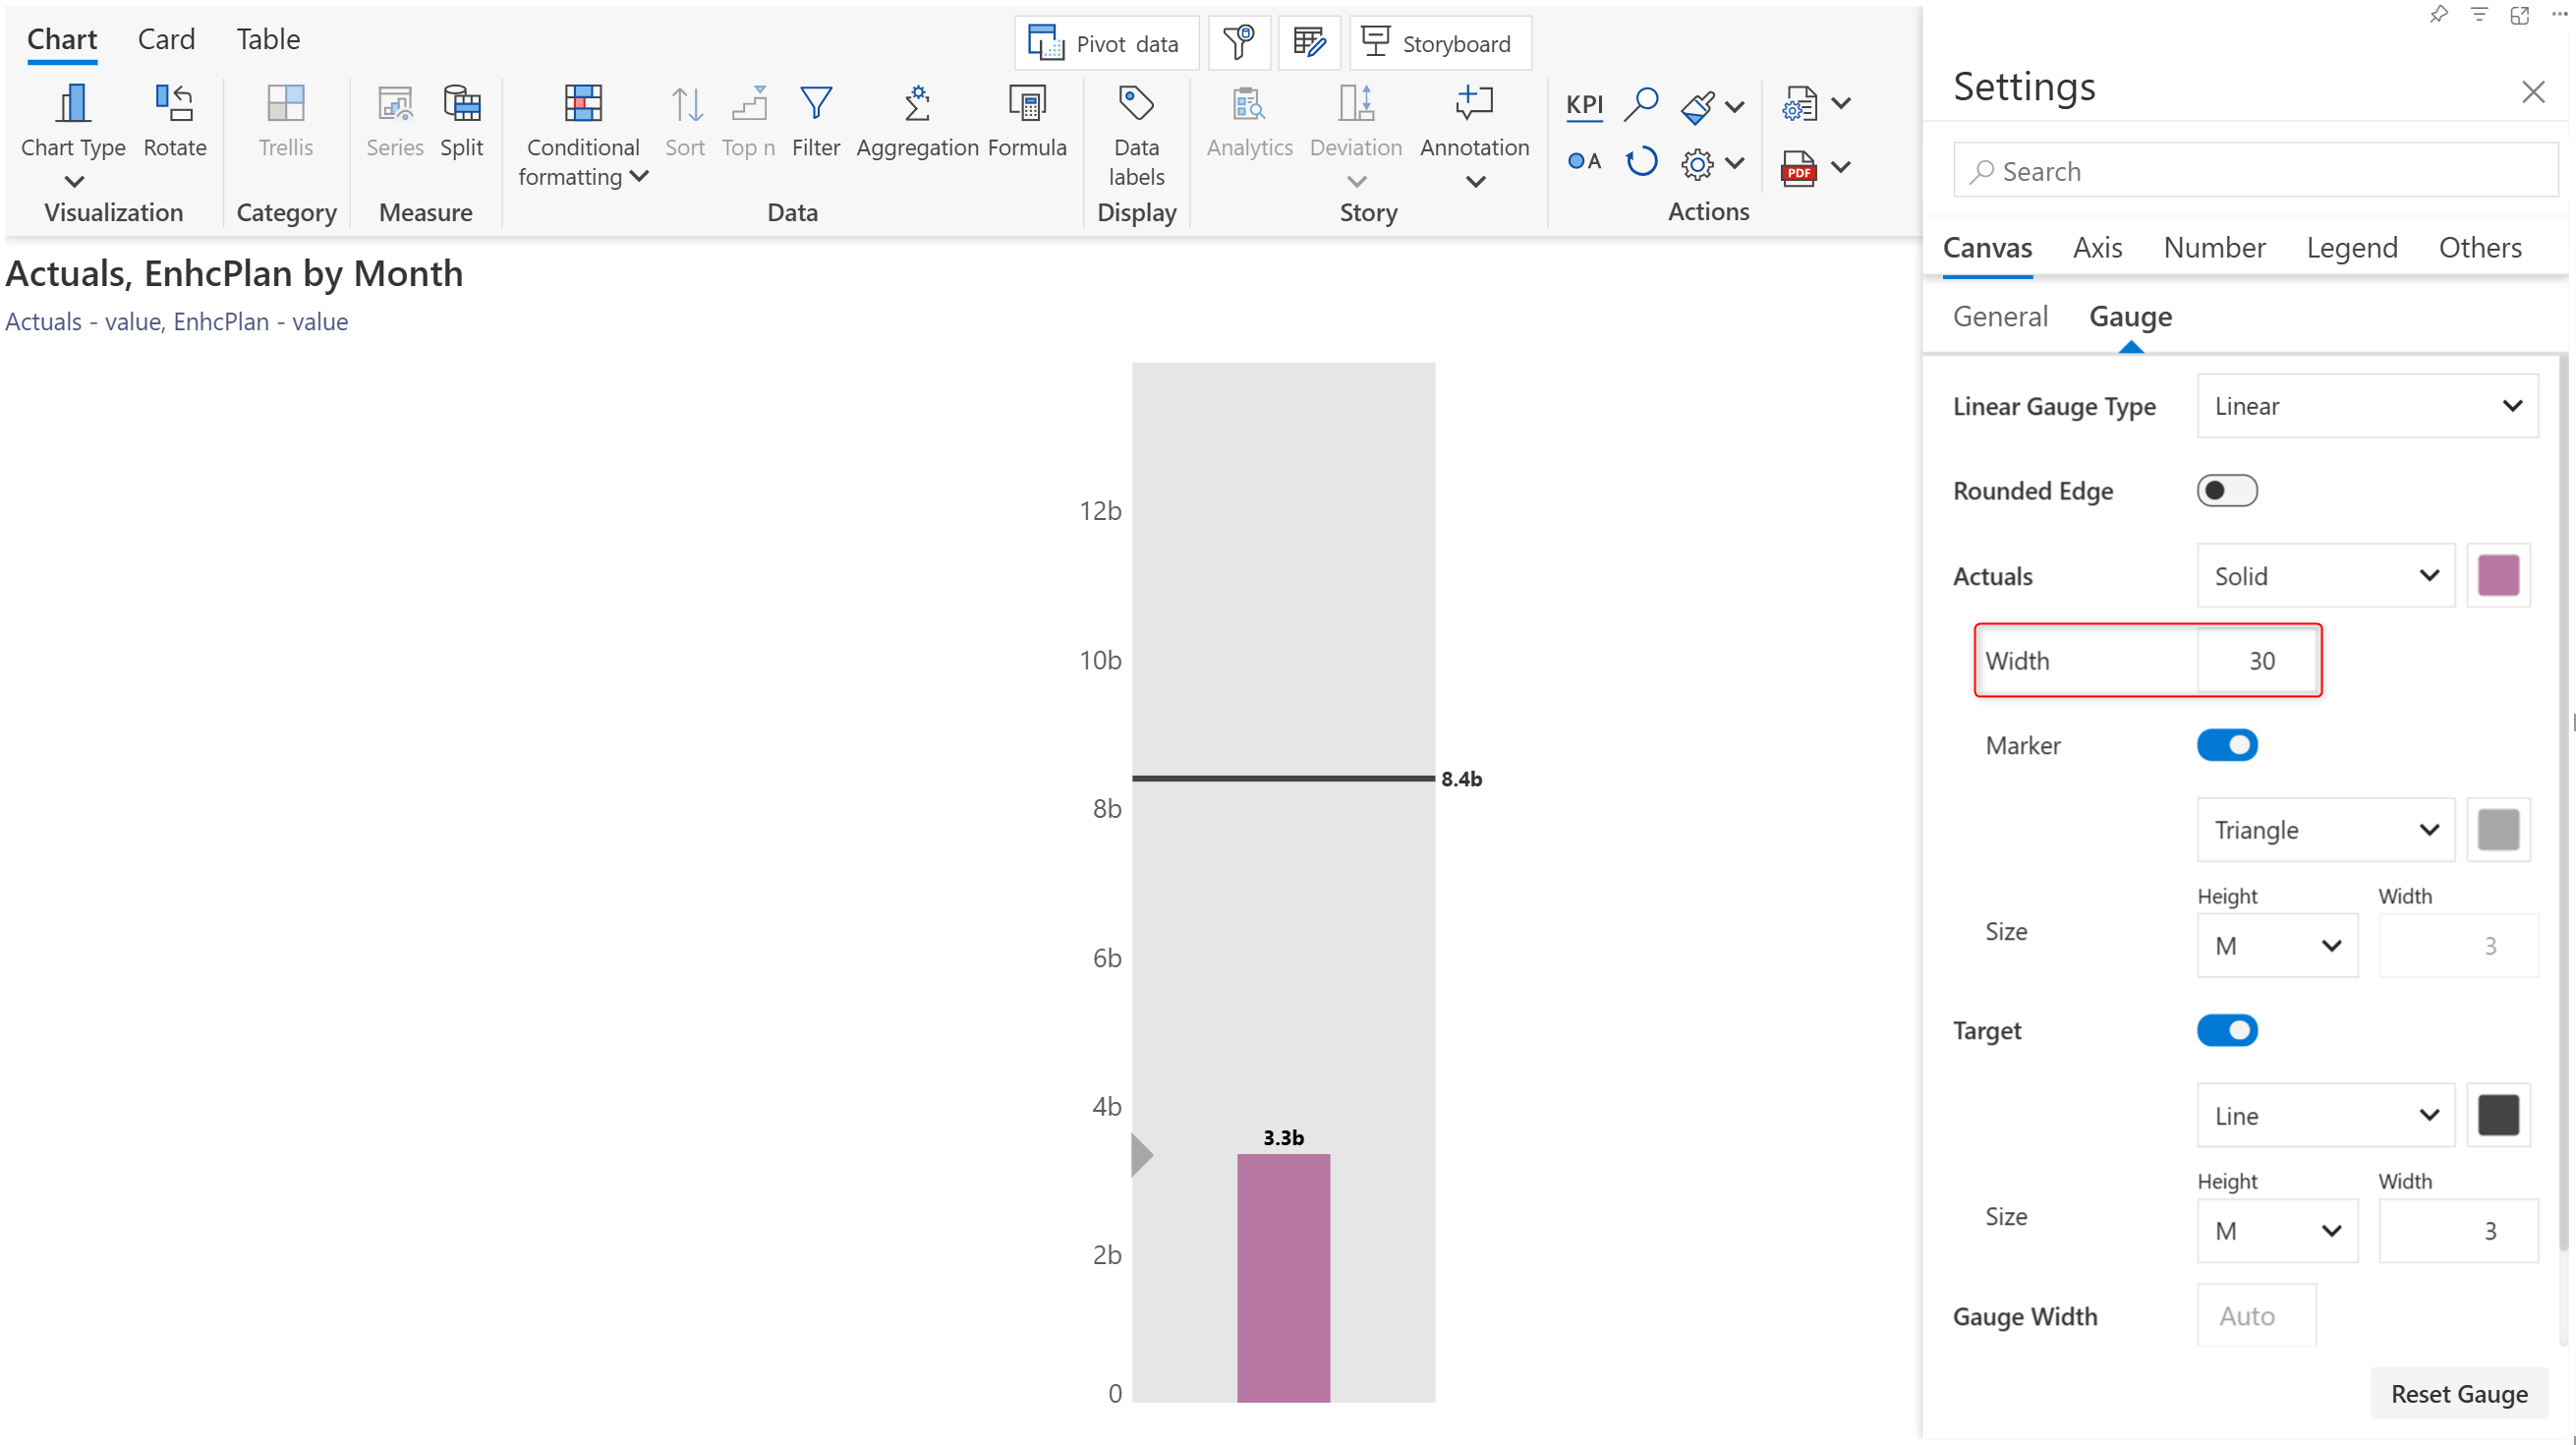 Chart Card Table
Pivot data
Storyboard
Chart Type
Rotate
Trellis
Series
Split
Conditional
formatting
Sort
Top n
Filter
Aggregation
Formula
Data
labels
Analytics
Deviation
Annotation
KPI
A
PDF
Visualization
Category
Measure
Data
Display
Story
Actions
Actuals, EnhcPlan by Month
Actuals - value, EnhcPlan - value
12b
10b
8.4b
8b
6b
4b
3.3b
2b
0
Settings
Search
Canvas Axis Number Legend Others
General Gauge
Linear Gauge Type Linear
Rounded Edge
Actuals Solid
Width 30
Marker
Triangle
Height Width
Size M 3
Target
Line
Height Width
Size M 3
Gauge Width Auto
Reset Gauge